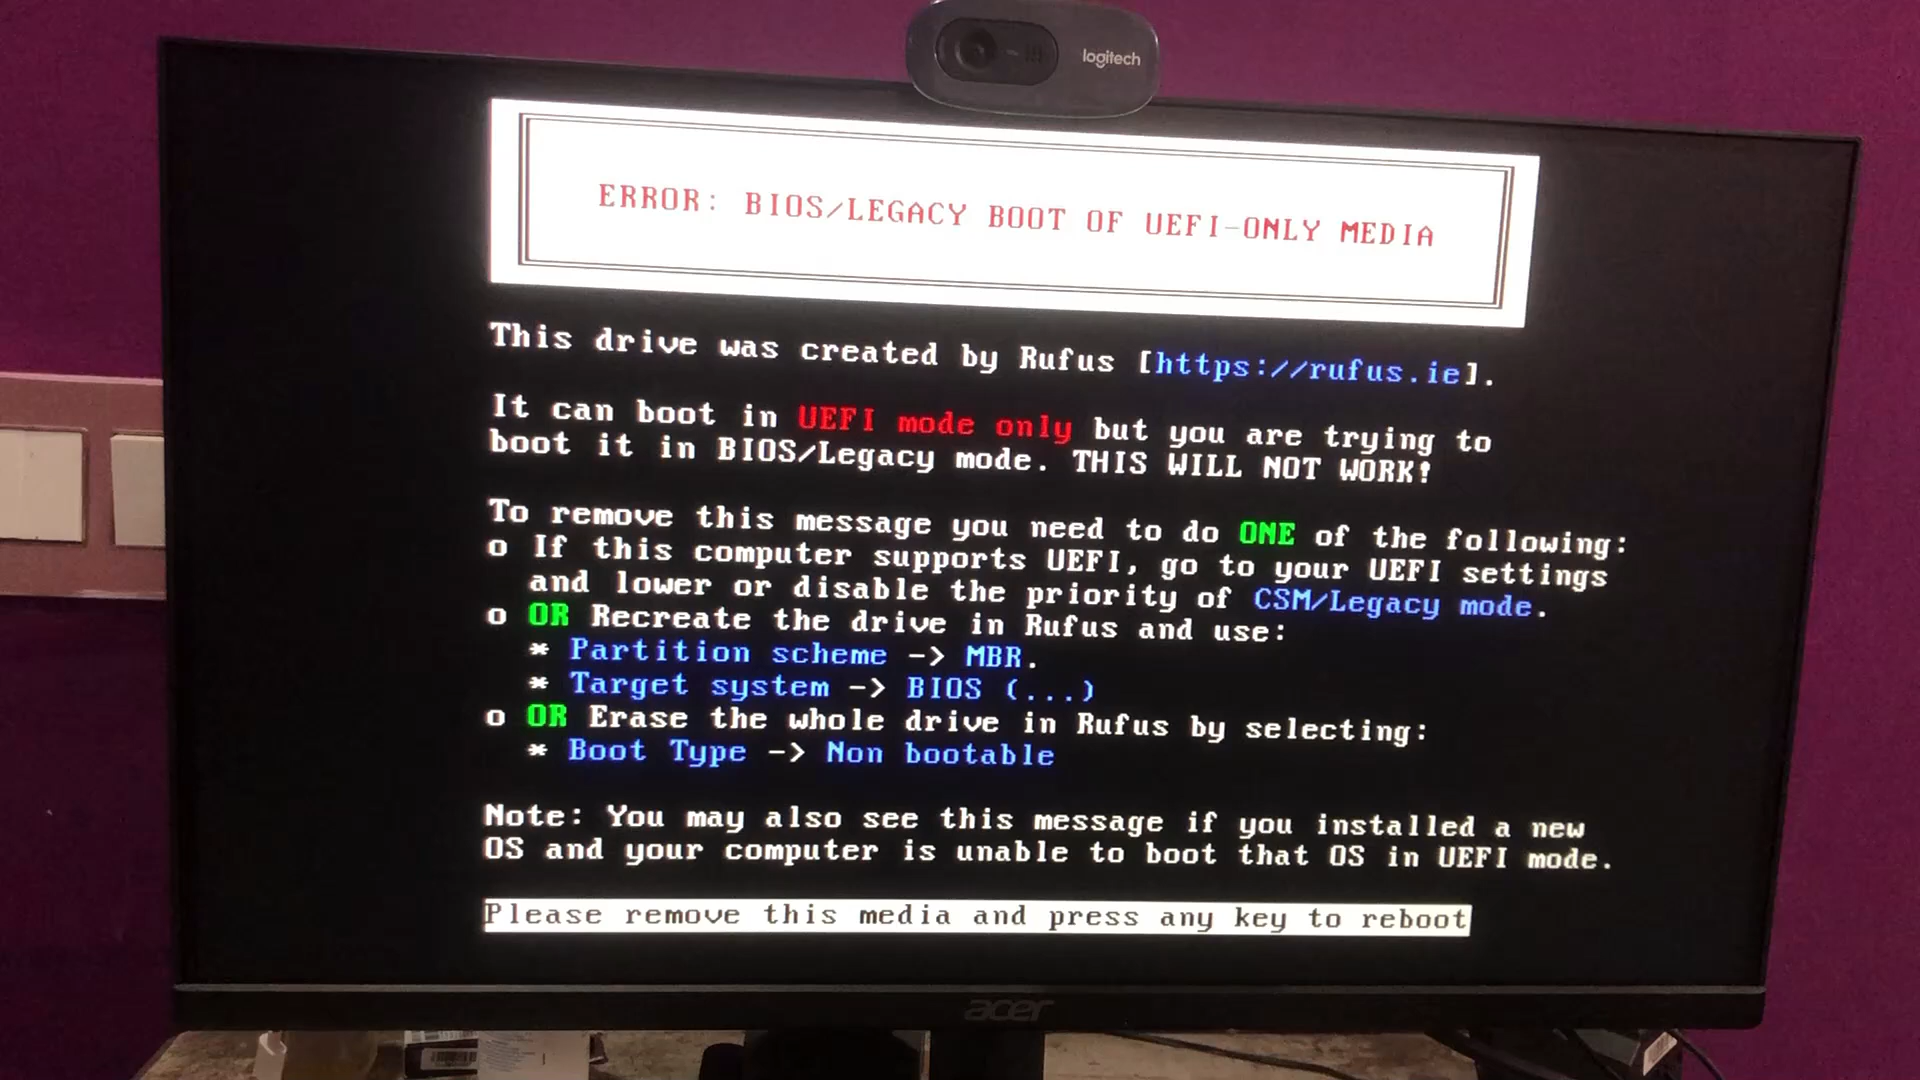 logitech
ERROR: BIOS/LEGACY BOOT OF UEFI-ONLY MEDIA
This drive was created by Rufus [https://rufus.ie].
It can boot in UEFI mode only but you are trying to
boot it in BIOS/Legacy mode. THIS WILL NOT WORK!
To remove this message you need to do ONE of the following:
o If this computer supports UEFI, go to your UEFI settings
and lower or disable the priority of CSM/Legacy mode.
o OR Recreate the drive in Rufus and use:
* Partition scheme -> MBR.
* Target system -> BIOS (...)
o OR Erase the whole drive in Rufus by selecting:
* Boot Type -> Non bootable
Note: You may also see this message if you installed a new
OS and your computer is unable to boot that OS in UEFI mode.
Please remove this media and press any key to reboot
acer